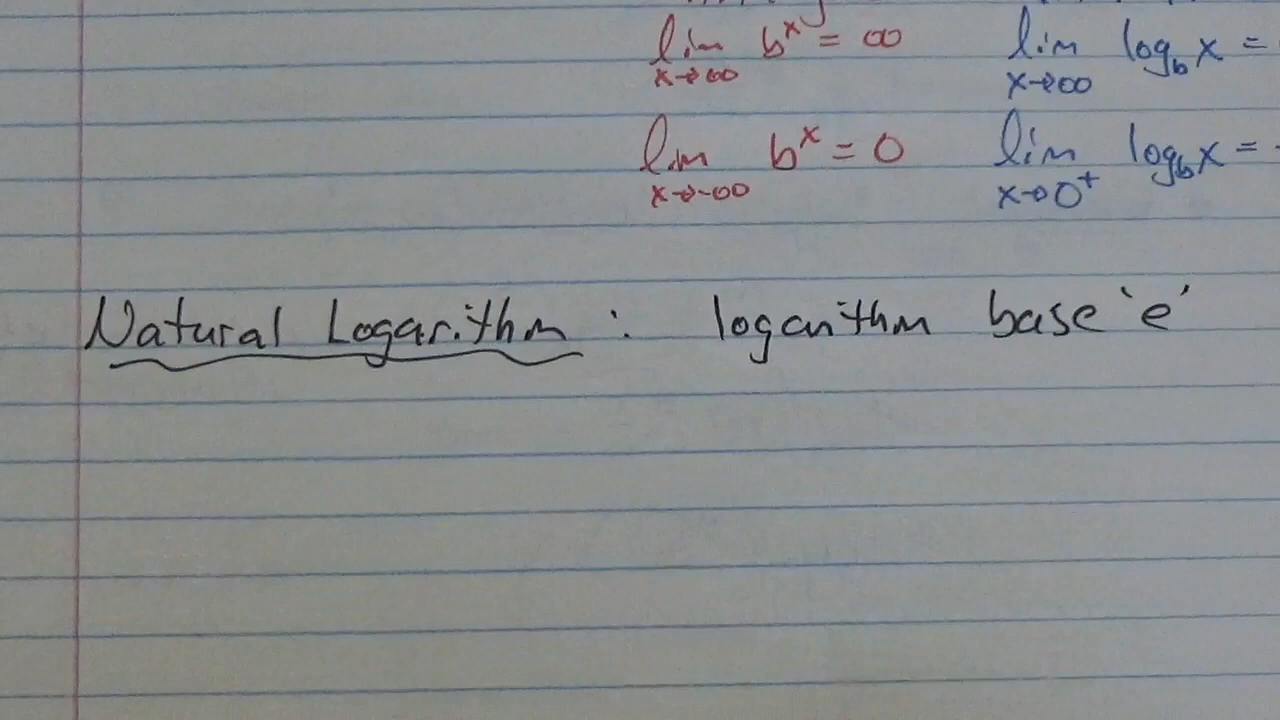 lim b^x = ∞ lim log_b x =
x→∞ x→∞
lim b^x = 0 lim log_b x = -
x→-∞ x→0⁺
Natural Logarithm : logarithm base 'e'